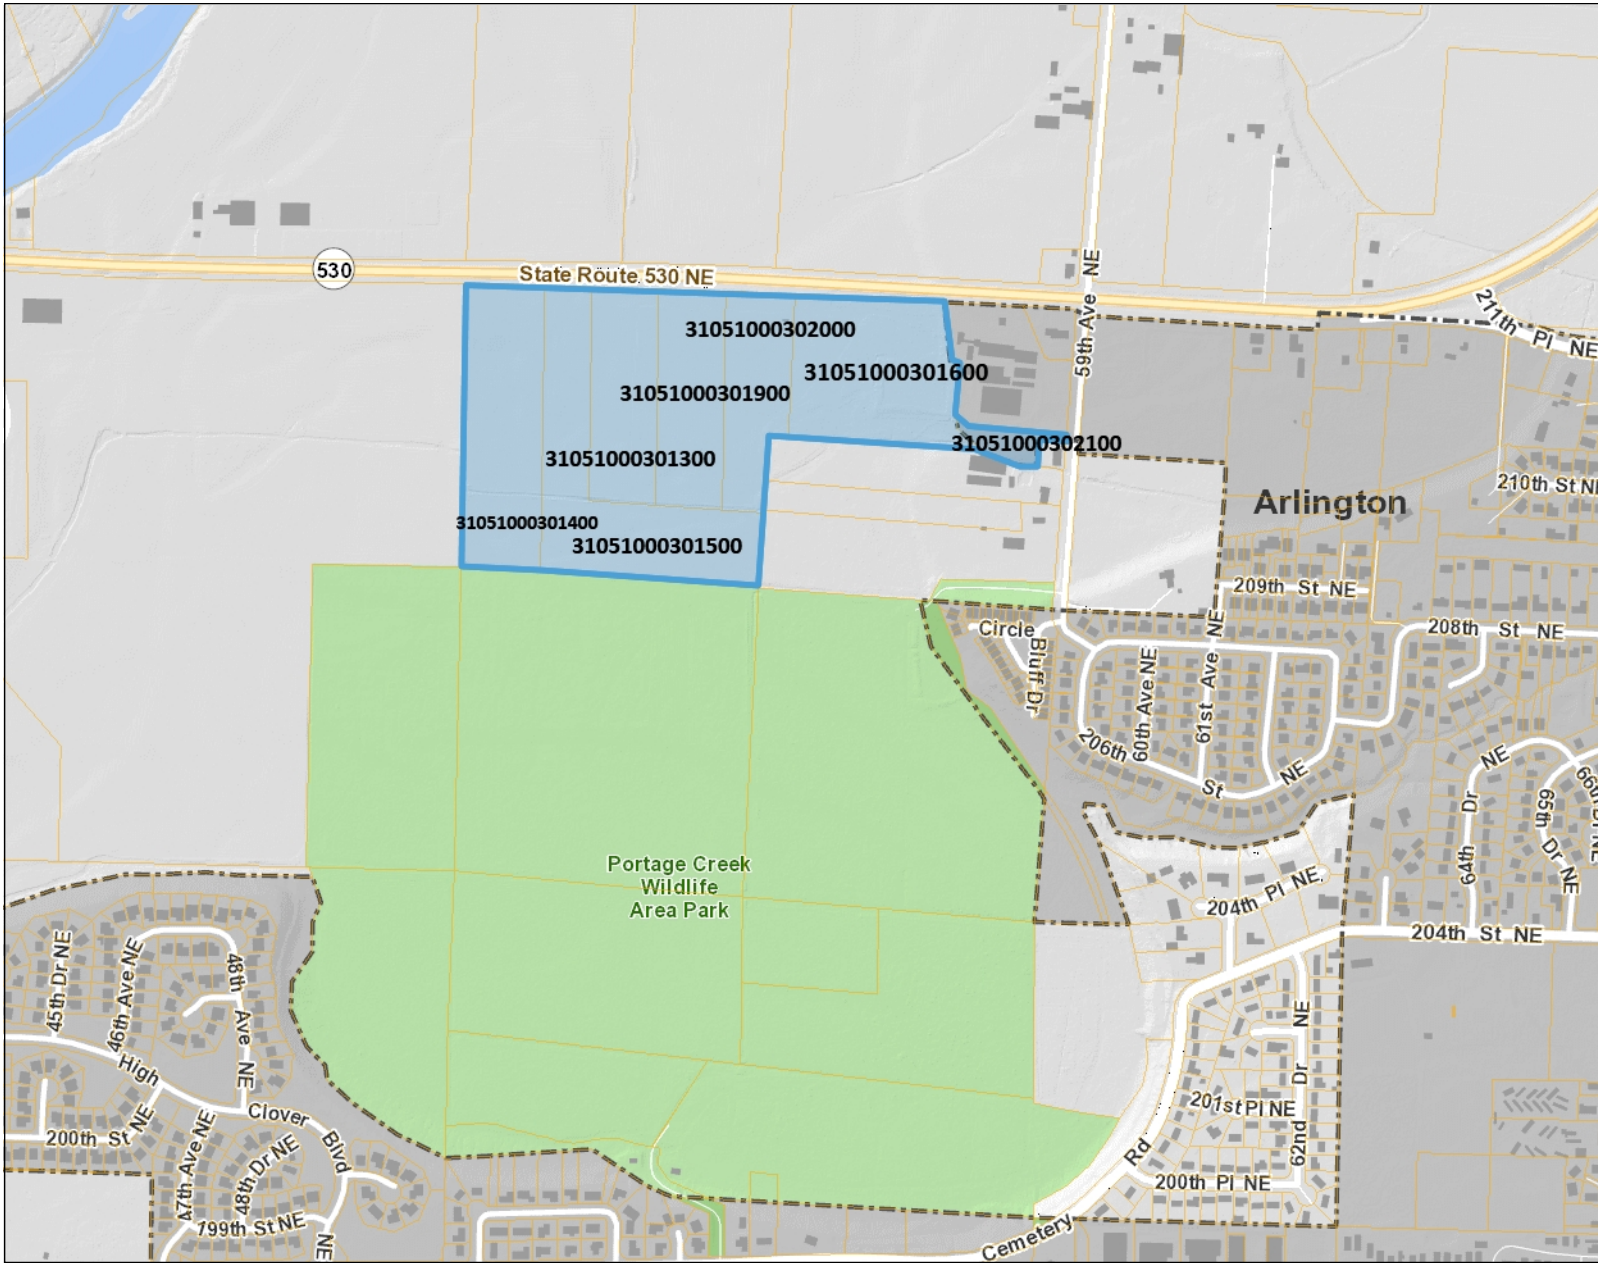 530
State Route 530 NE
59th Ave NE
211th Pl NE
31051000302000
31051000301600
31051000301900
31051000302100
31051000301300
31051000301400
31051000301500
Arlington
210th St NE
209th St NE
208th St NE
Circle
Bluff Dr
60th Ave NE
61st Ave NE
206th St NE
NE
64th Dr
65th Dr NE
66th Dr NE
Portage Creek
Wildlife
Area Park
204th Pl NE
204th St NE
45th Dr NE
46th Ave NE
48th Ave NE
High Clover Blvd NE
200th St NE
47th Ave NE
48th Dr NE
199th St NE
201st Pl NE
62nd Dr NE
200th Pl NE
Cemetery Rd